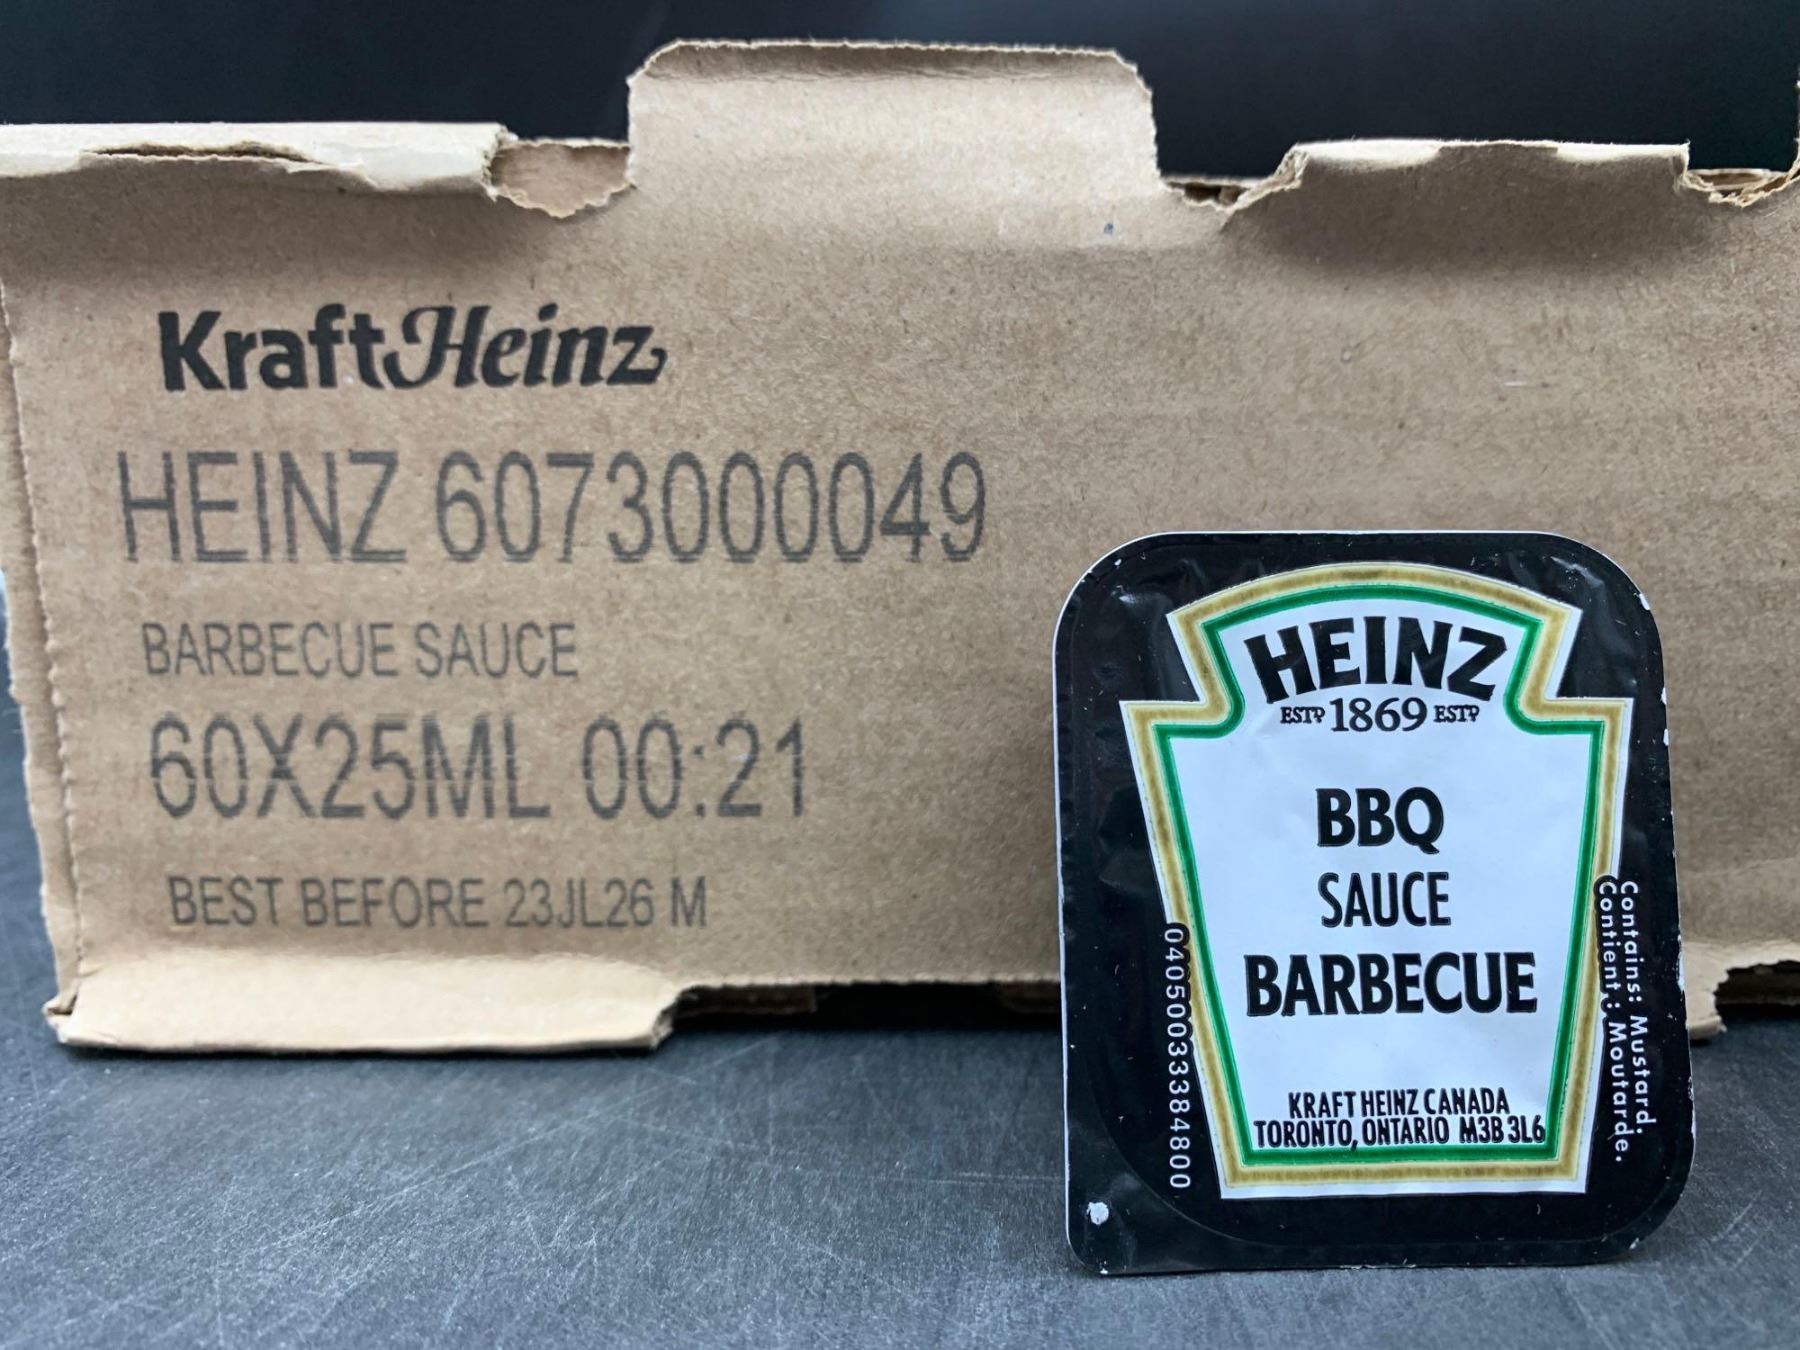 KraftHeinz
HEINZ 6073000049
BARBECUE SAUCE
60X25ML 00:21
BEST BEFORE 23JL26 M
HEINZ
ESTD 1869 ESTD
BBQ
SAUCE
BARBECUE
KRAFT HEINZ CANADA
TORONTO, ONTARIO M3B 3L6
04050033384800
Contains: Mustard.
Contient : Moutarde.